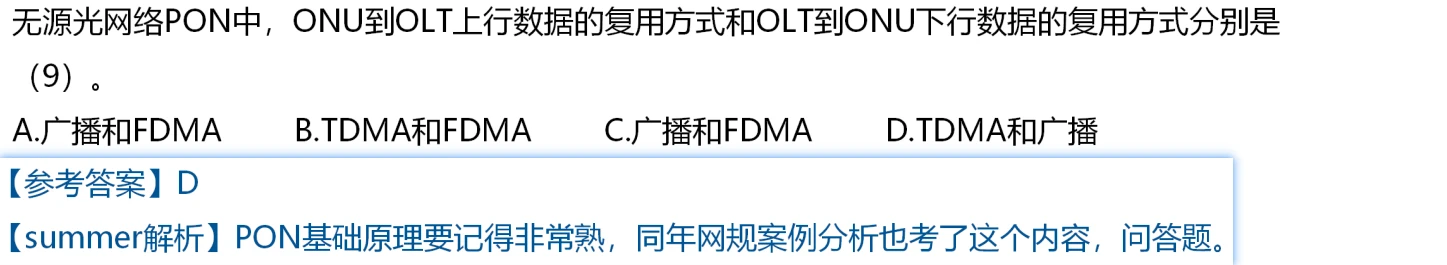 无源光网络PON中，ONU到OLT上行数据的复用方式和OLT到ONU下行数据的复用方式分别是
（9）。
A.广播和FDMA B.TDMA和FDMA C.广播和FDMA D.TDMA和广播
【参考答案】D
【summer解析】PON基础原理要记得非常熟，同年网规案例分析也考了这个内容，问答题。